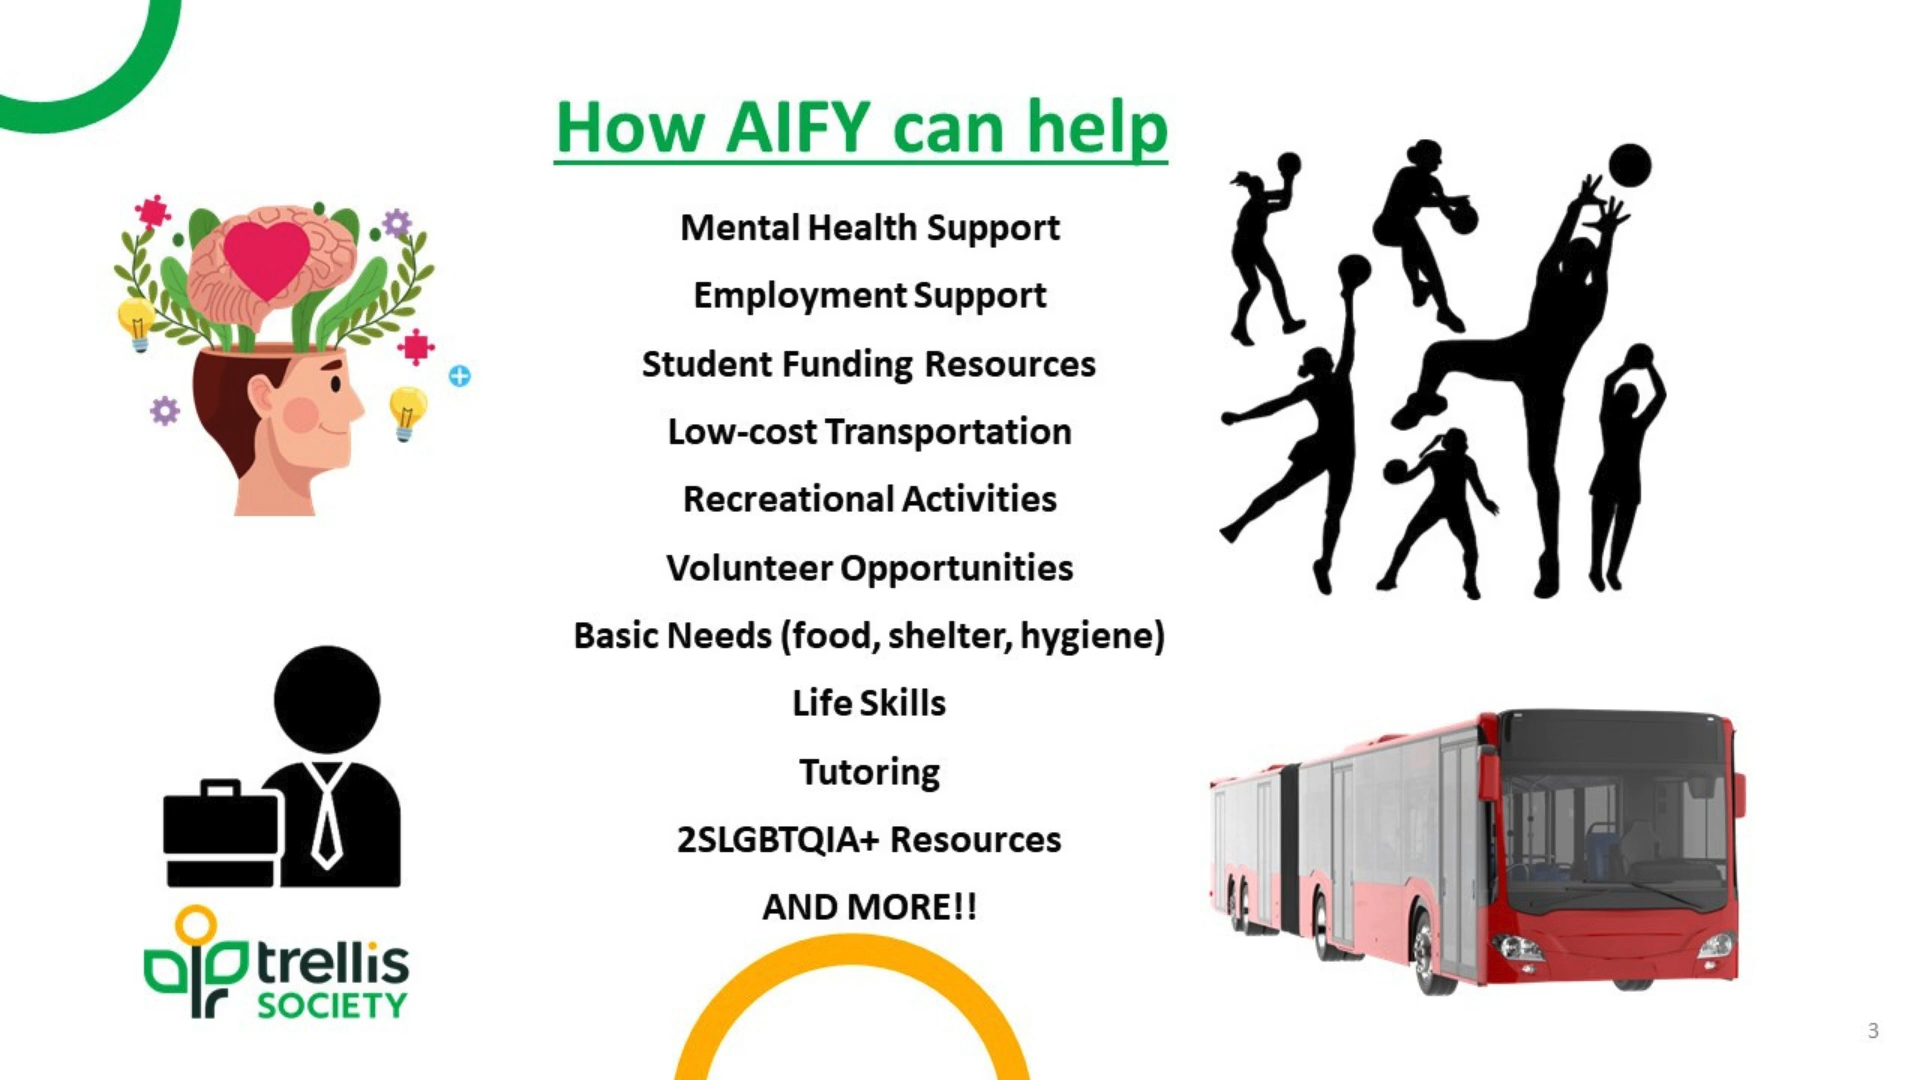 How AIFY can help
Mental Health Support
Employment Support
Student Funding Resources
Low-cost Transportation
Recreational Activities
Volunteer Opportunities
Basic Needs (food, shelter, hygiene)
Life Skills
Tutoring
2SLGBTQIA+ Resources
AND MORE!!
trellis
SOCIETY
3